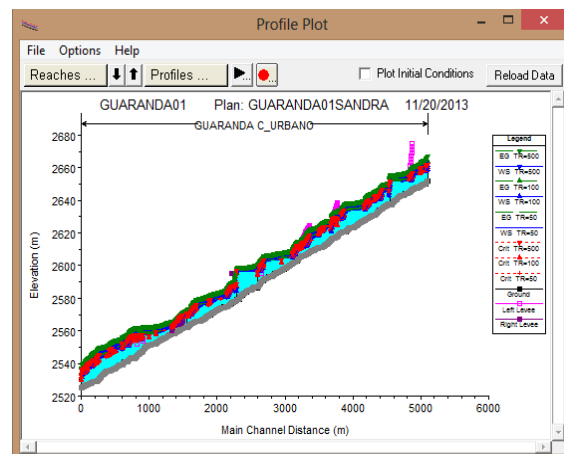 Profile Plot
File Options Help
Reaches ... Profiles ... Plot Initial Conditions Reload Data
GUARANDA01 Plan: GUARANDA01SANDRA 11/20/2013
GUARANDA C_URBANO
2680
2660
2640
2620
2600
2580
2560
2540
2520
Elevation (m)
0 1000 2000 3000 4000 5000 6000
Main Channel Distance (m)
Legend
EG TR=500
WS TR=500
EG TR=100
WS TR=100
EG TR=50
WS TR=50
Crit TR=500
Crit TR=100
Crit TR=50
Ground
Left Levee
Right Levee